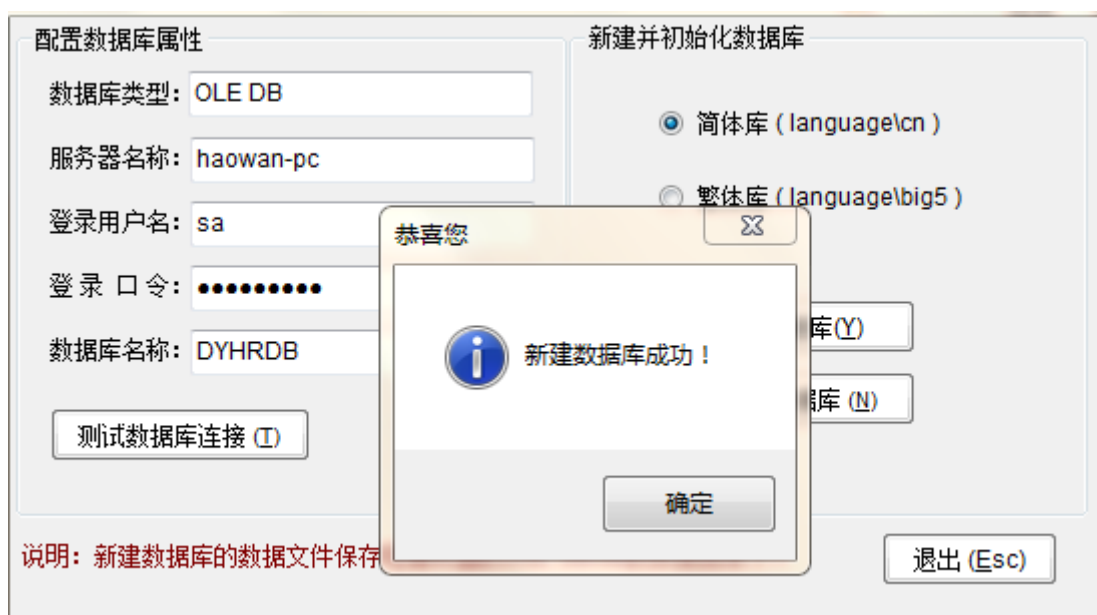 配置数据库属性
数据库类型: OLE DB
服务器名称: haowan-pc
登录用户名: sa
登 录 口 令: ●●●●●●●●●
数据库名称: DYHRDB
测试数据库连接 (T)
新建并初始化数据库
简体库 ( language\cn )
繁体库 ( language\big5 )
库(Y)
库 (N)
恭喜您
新建数据库成功！
确定
说明: 新建数据库的数据文件保存
退出 (Esc)